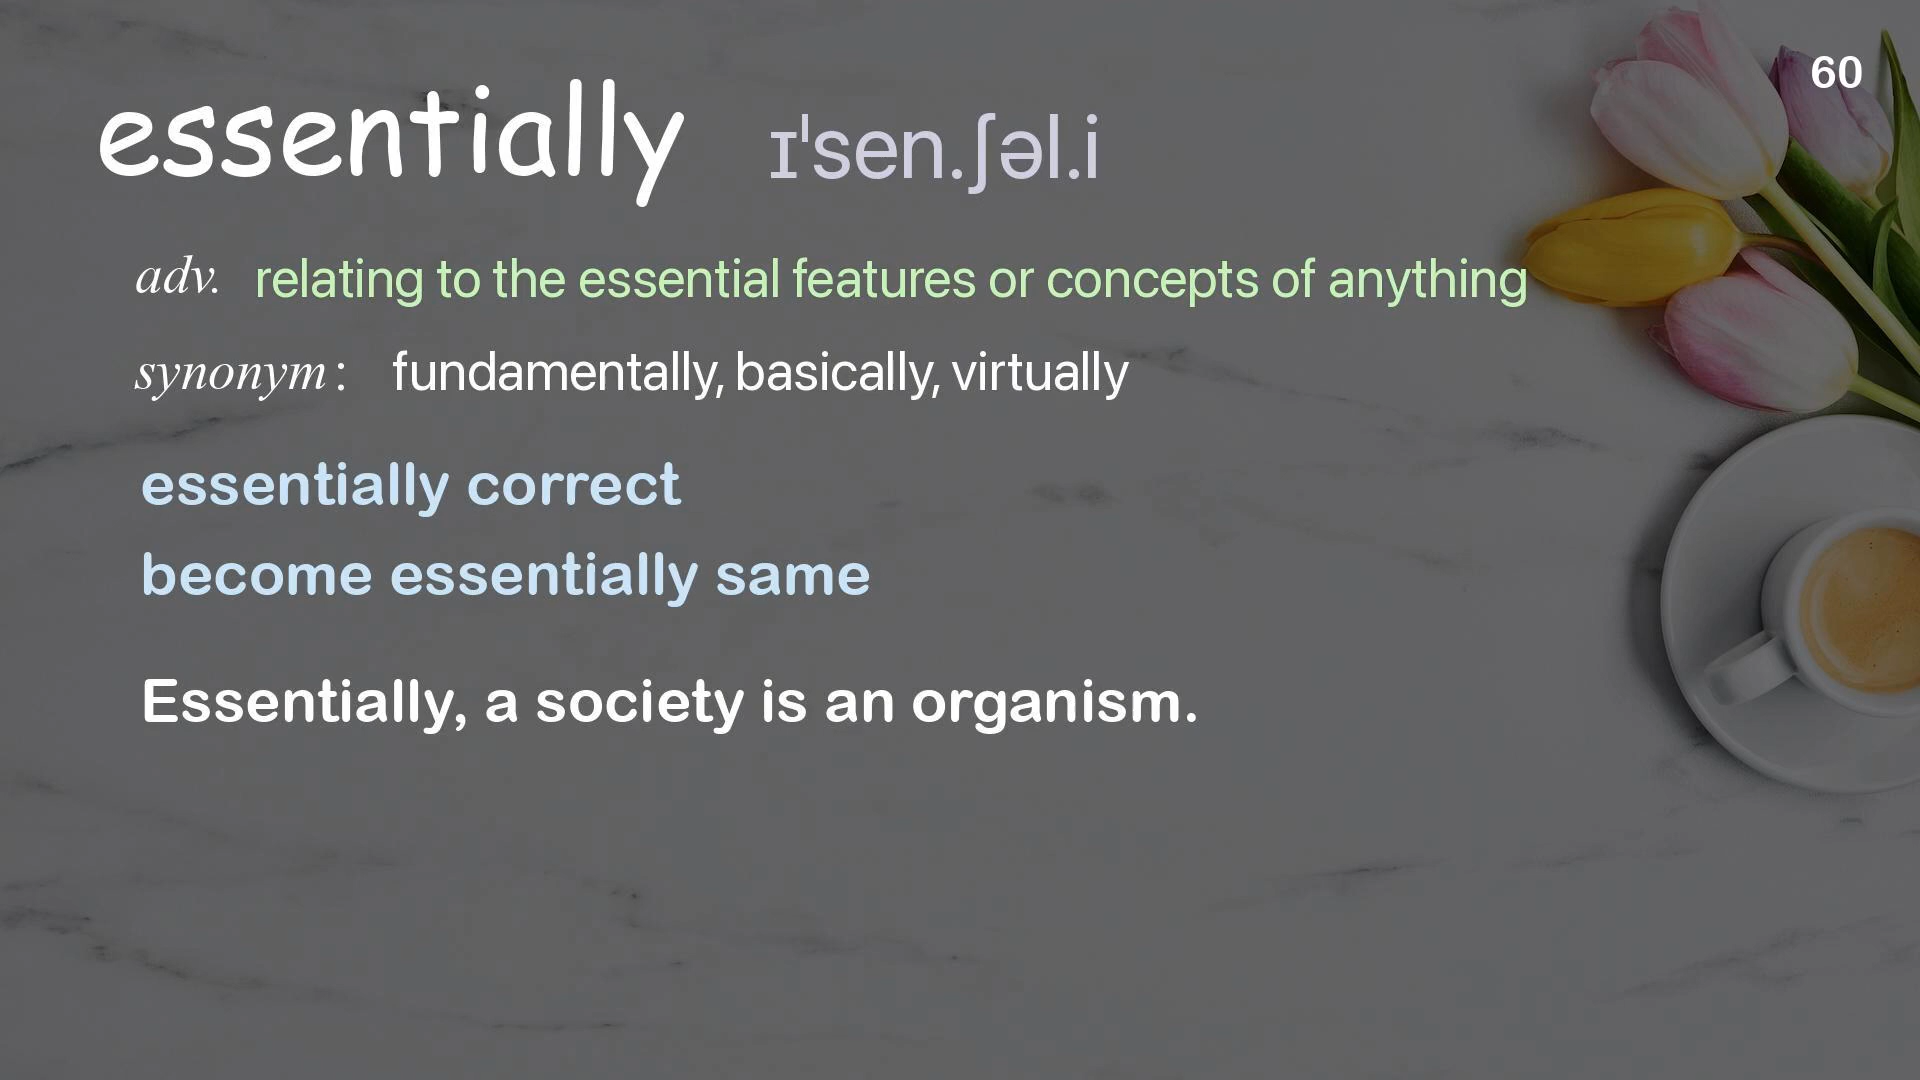 60
essentially ɪˈsen.ʃəl.i
adv. relating to the essential features or concepts of anything
synonym : fundamentally, basically, virtually
essentially correct
become essentially same
Essentially, a society is an organism.